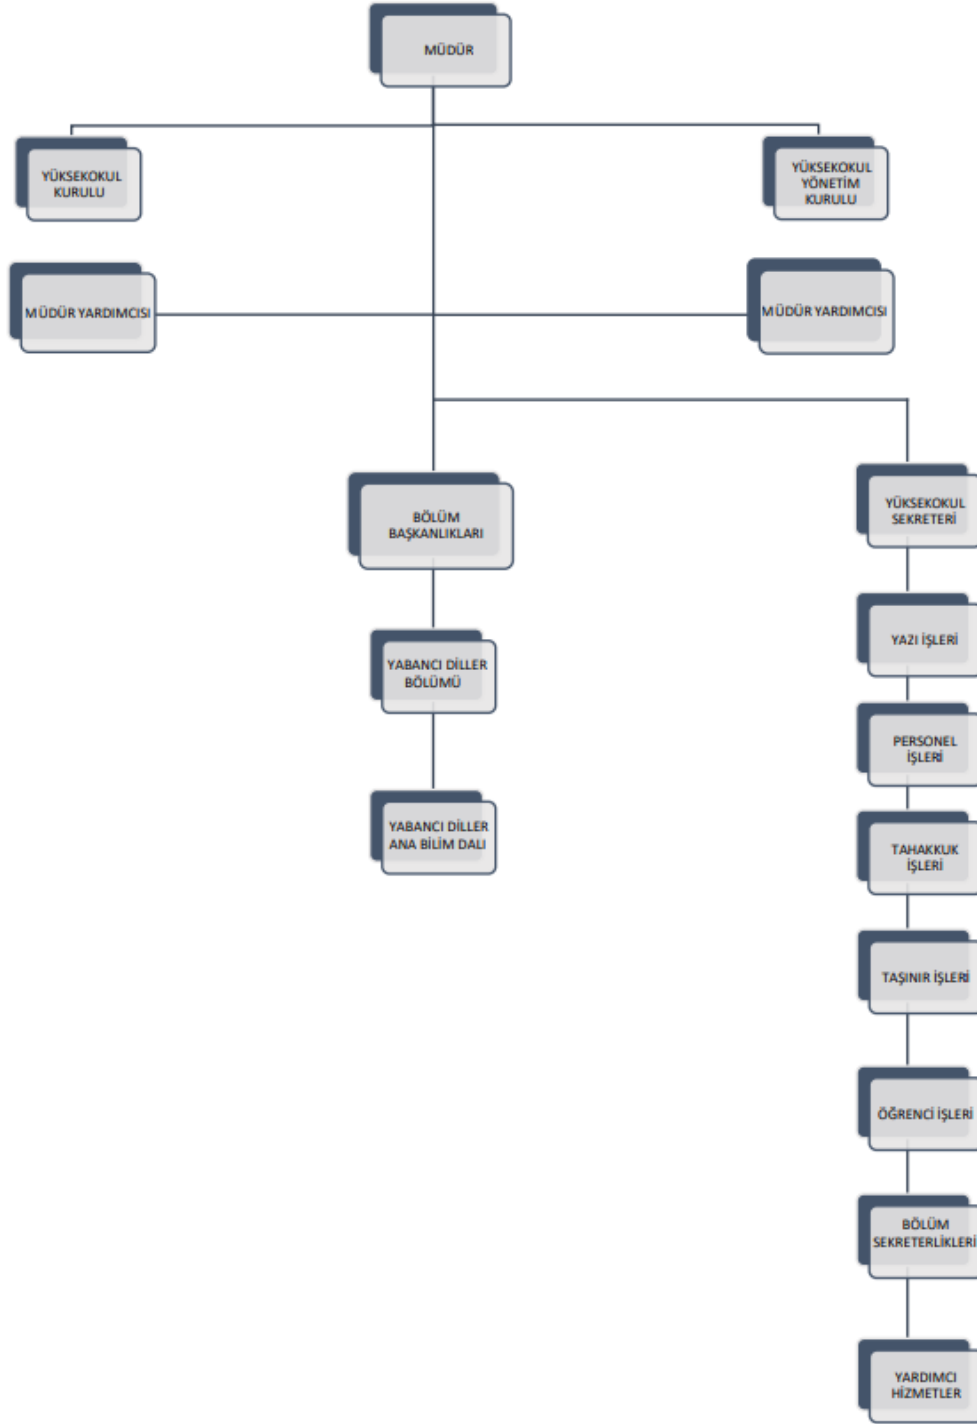 MÜDÜR
YÜKSEKOKUL
KURULU
YÜKSEKOKUL
YÖNETİM
KURULU
MÜDÜR YARDIMCISI
MÜDÜR YARDIMCISI
BÖLÜM
BAŞKANLIKLARI
YÜKSEKOKUL
SEKRETERİ
YABANCI DİLLER
BÖLÜMÜ
YAZI İŞLERİ
PERSONEL
İŞLERİ
YABANCI DİLLER
ANA BİLİM DALI
TAHAKKUK
İŞLERİ
TAŞINIR İŞLERİ
ÖĞRENCİ İŞLERİ
BÖLÜM
SEKRETERLİKLERİ
YARDIMCI
HİZMETLER